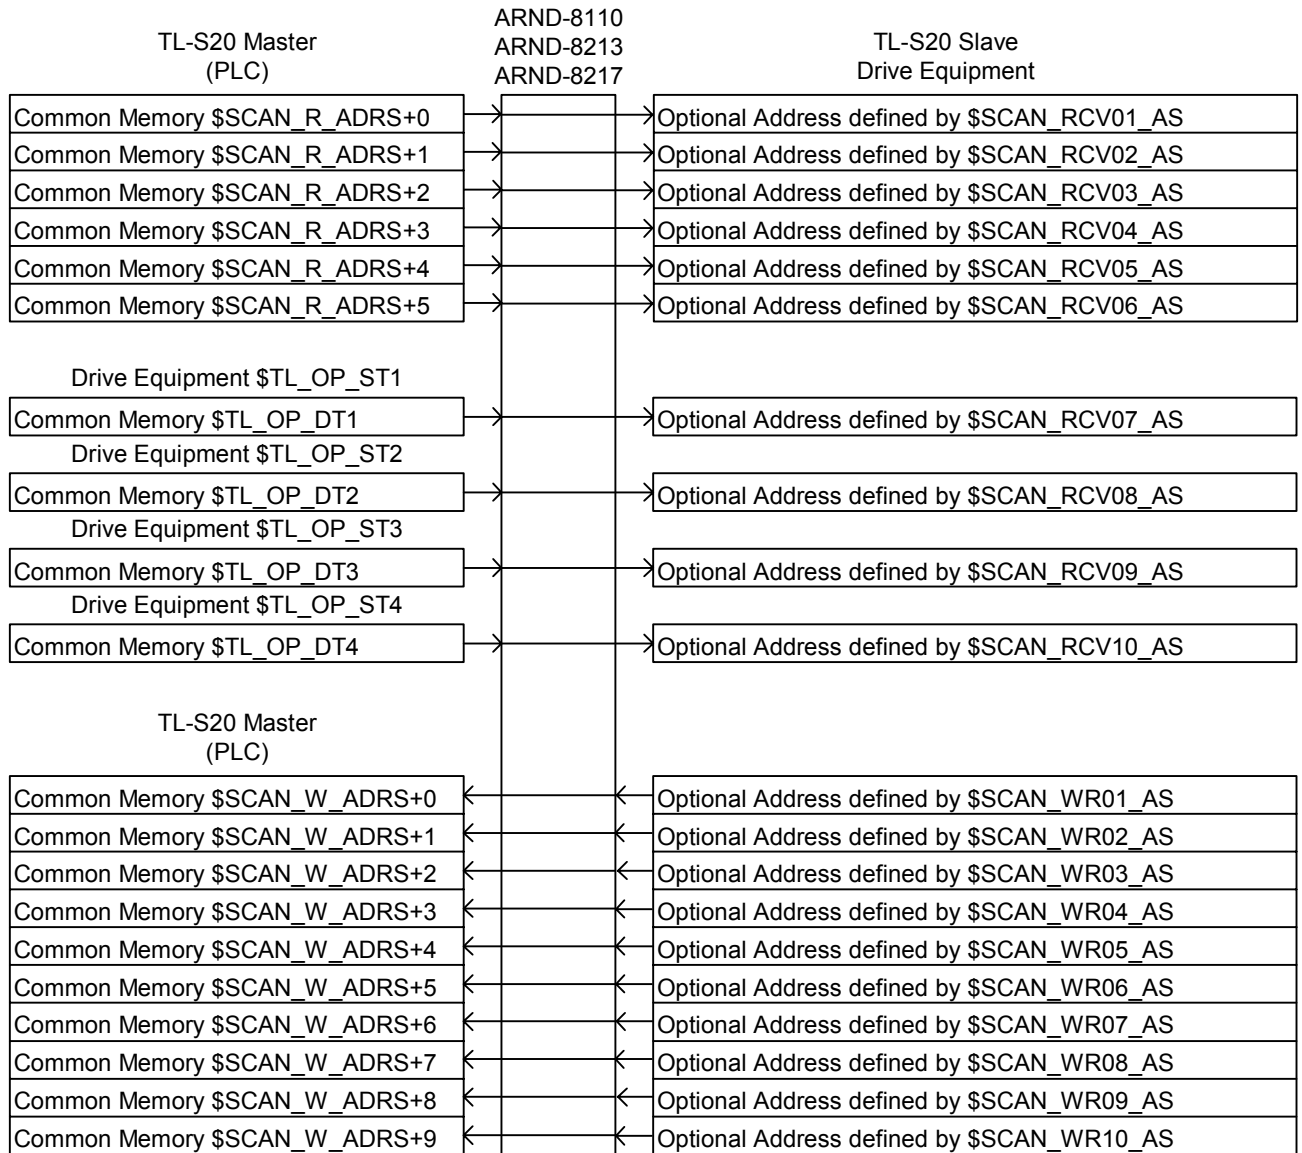 TL-S20 Master
(PLC)
ARND-8110
ARND-8213
ARND-8217
TL-S20 Slave
Drive Equipment
Common Memory $SCAN_R_ADRS+0
Optional Address defined by $SCAN_RCV01_AS
Common Memory $SCAN_R_ADRS+1
Optional Address defined by $SCAN_RCV02_AS
Common Memory $SCAN_R_ADRS+2
Optional Address defined by $SCAN_RCV03_AS
Common Memory $SCAN_R_ADRS+3
Optional Address defined by $SCAN_RCV04_AS
Common Memory $SCAN_R_ADRS+4
Optional Address defined by $SCAN_RCV05_AS
Common Memory $SCAN_R_ADRS+5
Optional Address defined by $SCAN_RCV06_AS
Drive Equipment $TL_OP_ST1
Common Memory $TL_OP_DT1
Optional Address defined by $SCAN_RCV07_AS
Drive Equipment $TL_OP_ST2
Common Memory $TL_OP_DT2
Optional Address defined by $SCAN_RCV08_AS
Drive Equipment $TL_OP_ST3
Common Memory $TL_OP_DT3
Optional Address defined by $SCAN_RCV09_AS
Drive Equipment $TL_OP_ST4
Common Memory $TL_OP_DT4
Optional Address defined by $SCAN_RCV10_AS
TL-S20 Master
(PLC)
Common Memory $SCAN_W_ADRS+0
Optional Address defined by $SCAN_WR01_AS
Common Memory $SCAN_W_ADRS+1
Optional Address defined by $SCAN_WR02_AS
Common Memory $SCAN_W_ADRS+2
Optional Address defined by $SCAN_WR03_AS
Common Memory $SCAN_W_ADRS+3
Optional Address defined by $SCAN_WR04_AS
Common Memory $SCAN_W_ADRS+4
Optional Address defined by $SCAN_WR05_AS
Common Memory $SCAN_W_ADRS+5
Optional Address defined by $SCAN_WR06_AS
Common Memory $SCAN_W_ADRS+6
Optional Address defined by $SCAN_WR07_AS
Common Memory $SCAN_W_ADRS+7
Optional Address defined by $SCAN_WR08_AS
Common Memory $SCAN_W_ADRS+8
Optional Address defined by $SCAN_WR09_AS
Common Memory $SCAN_W_ADRS+9
Optional Address defined by $SCAN_WR10_AS